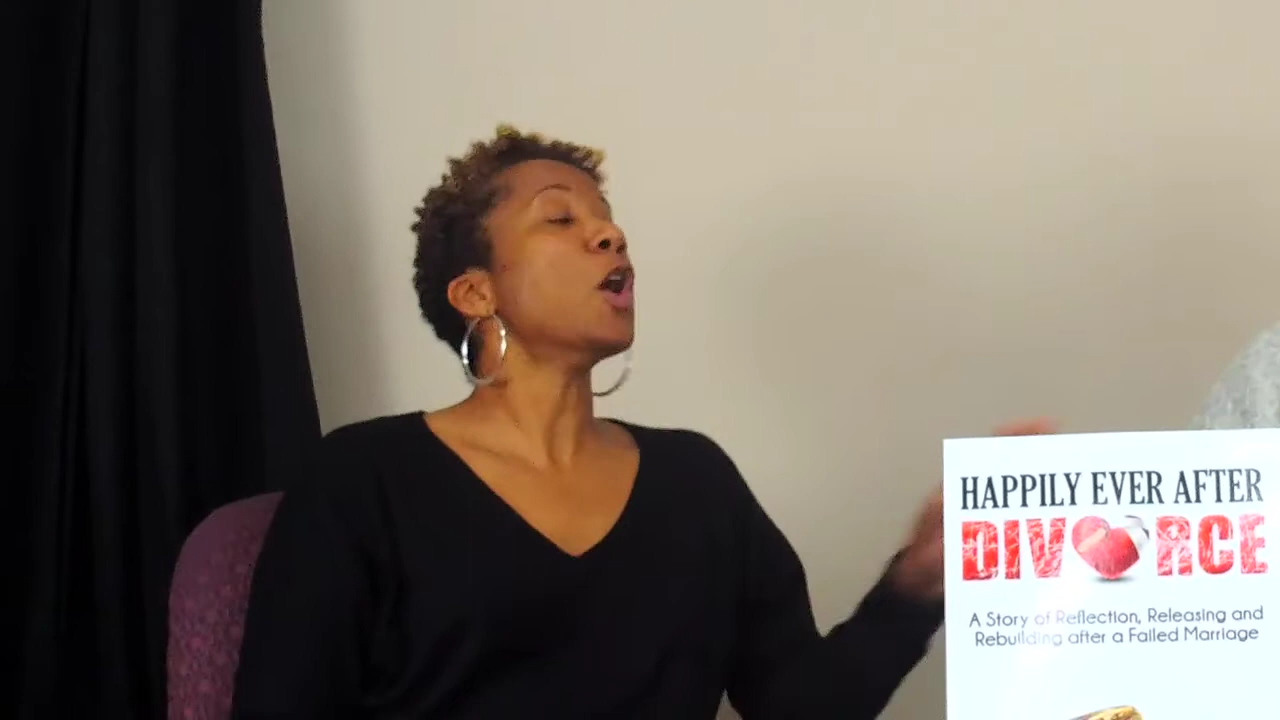 HAPPILY EVER AFTER
DIVORCE
A Story of Reflection, Releasing and
Rebuilding after a Failed Marriage